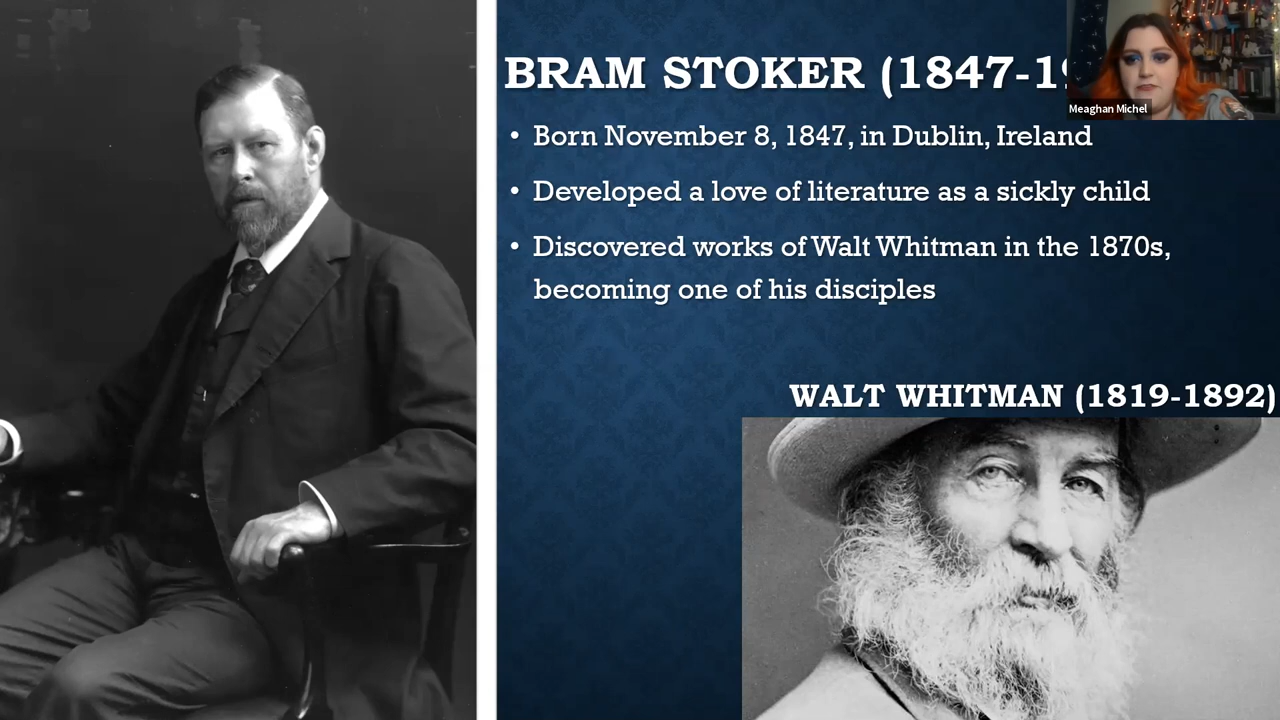 BRAM STOKER (1847-19
Meaghan Michel
• Born November 8, 1847, in Dublin, Ireland
• Developed a love of literature as a sickly child
• Discovered works of Walt Whitman in the 1870s,
becoming one of his disciples
WALT WHITMAN (1819-1892)